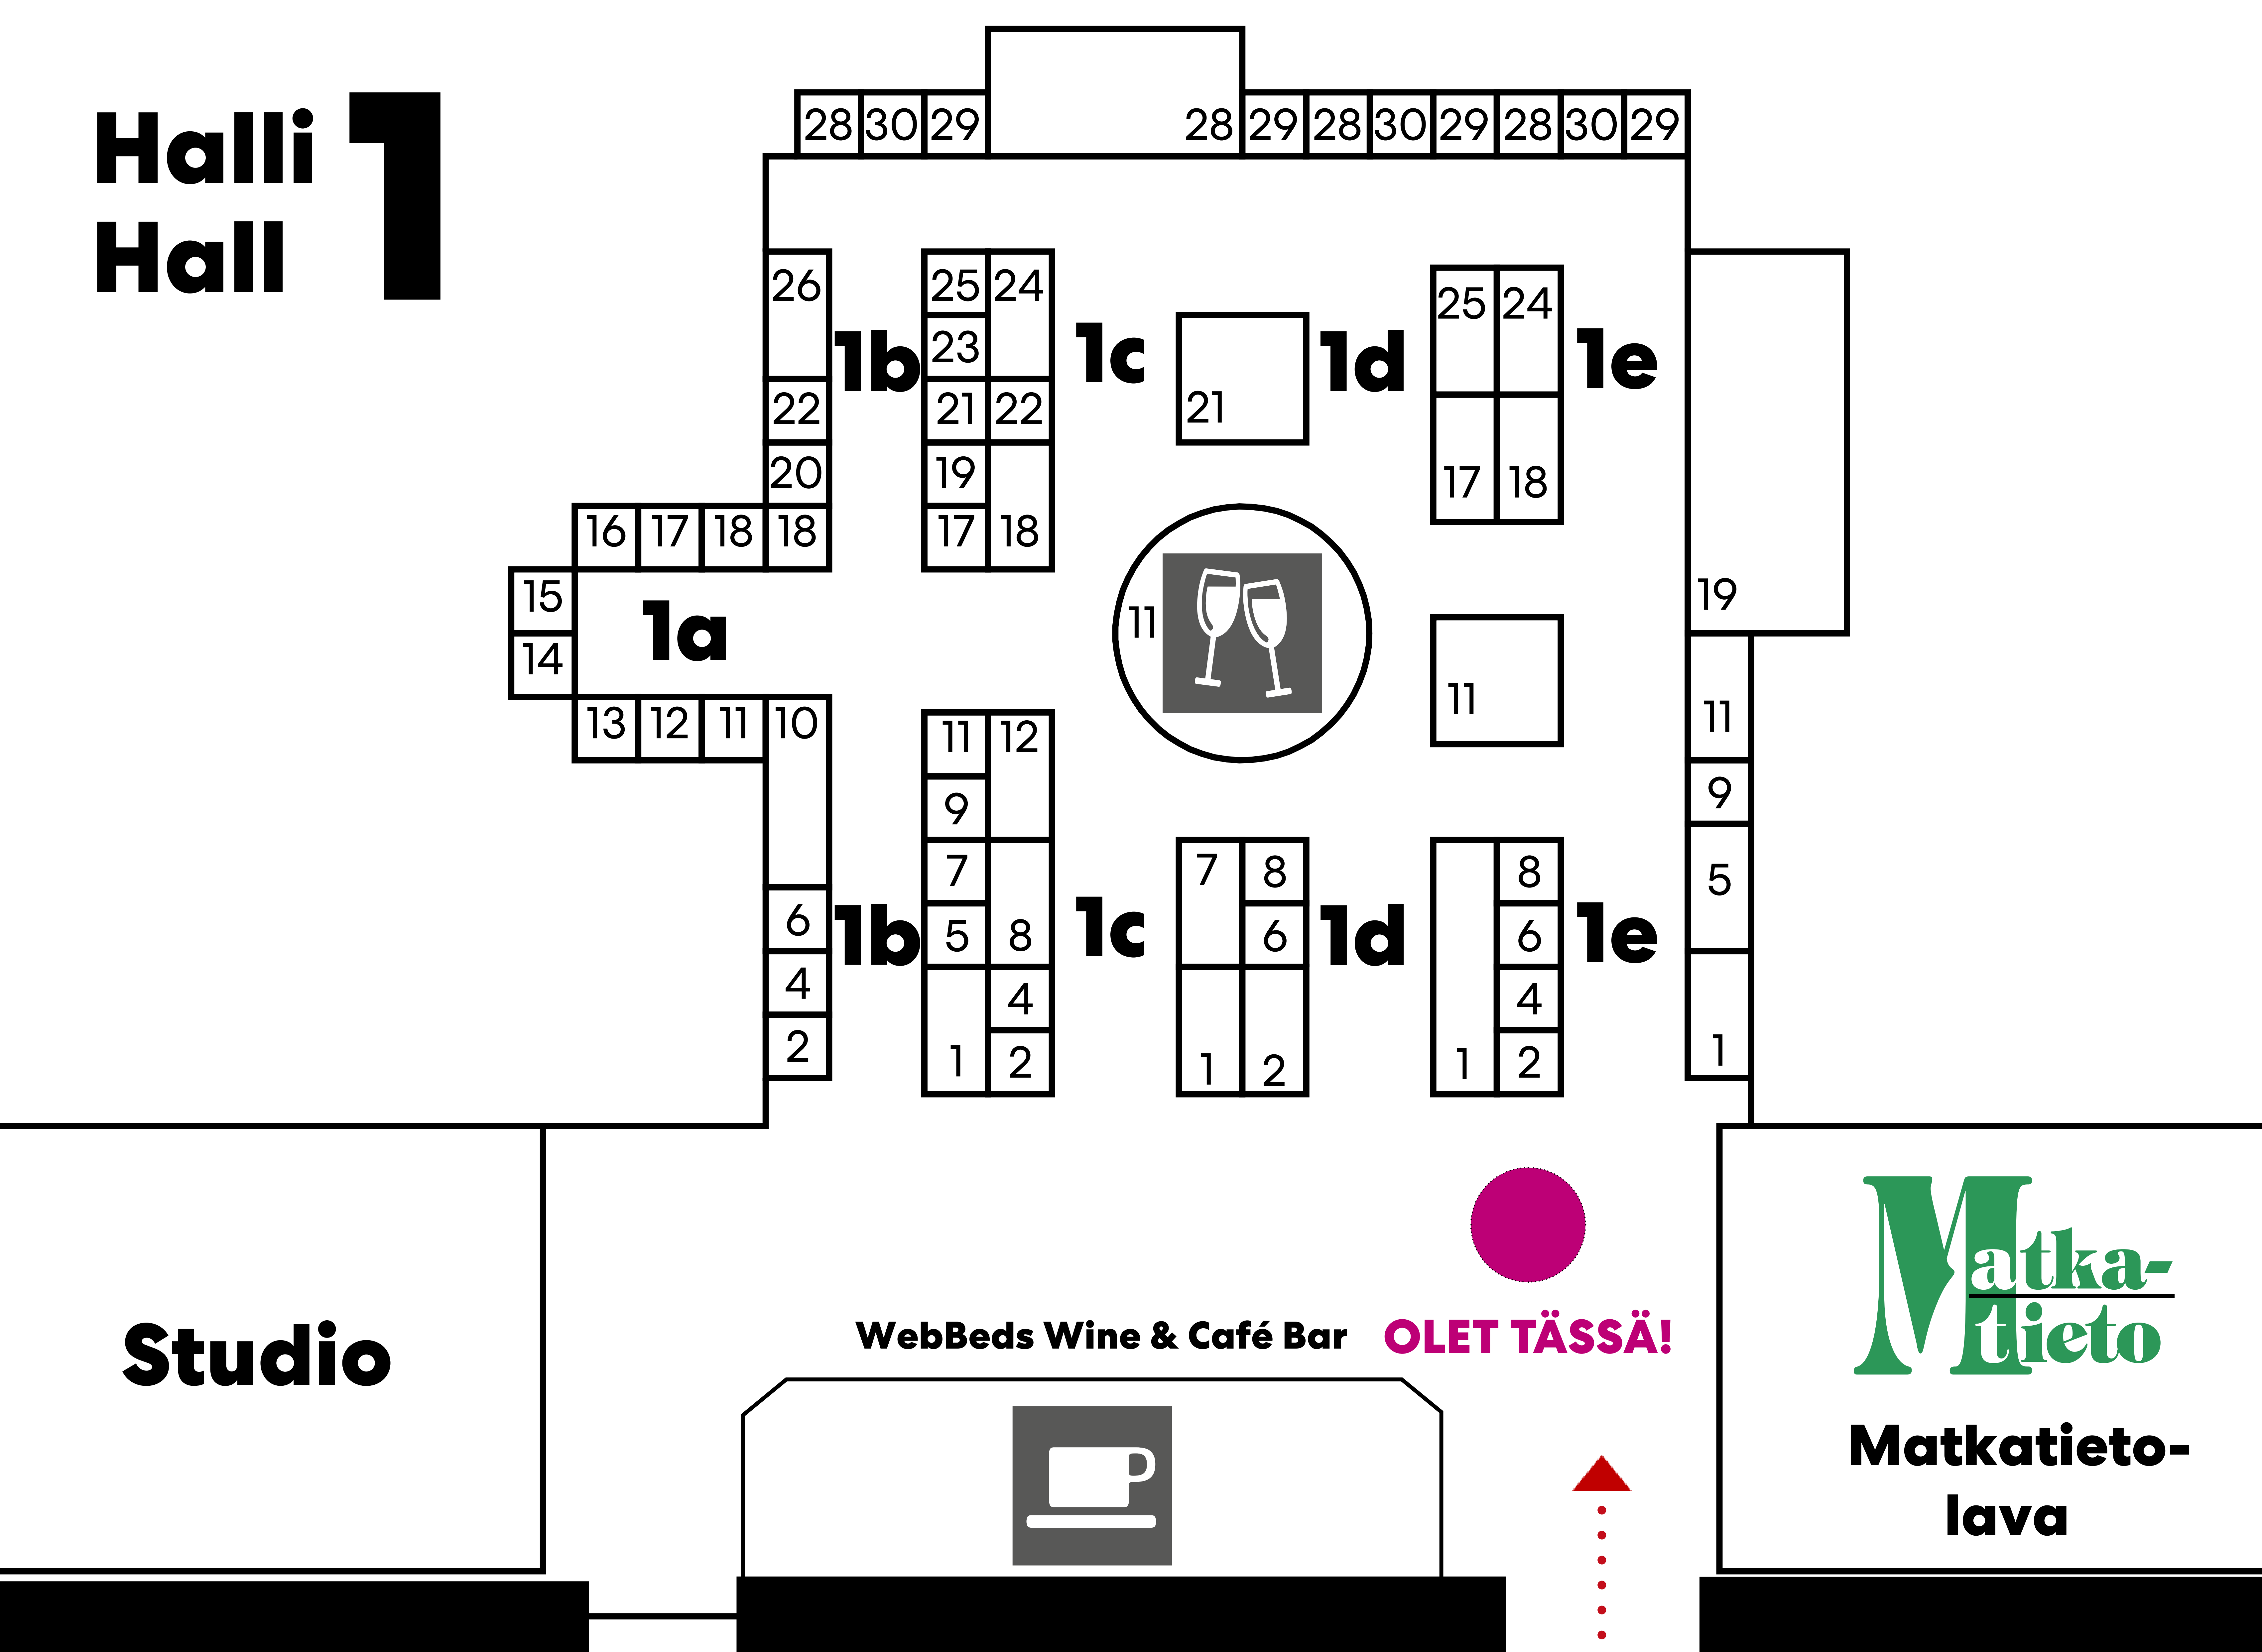 Halli 1
Hall
28 30 29 28 29 28 30 29 28 30 29
26 25 24 25 24
1b 23 1c 1d 1e
22 21 22 21
20 19 17 18
16 17 18 18 17 18
15 19
1a 11
14 11 11
13 12 11 10 11 12
9 9
7 7 8 8 5
6 1b 5 8 1c 6 1d 6 1e
4 4 4
2 1 2 1 2 1 2 1
Matka-
tieto
WebBeds Wine & Café Bar OLET TÄSSÄ!
Studio
Matkatieto-
lava